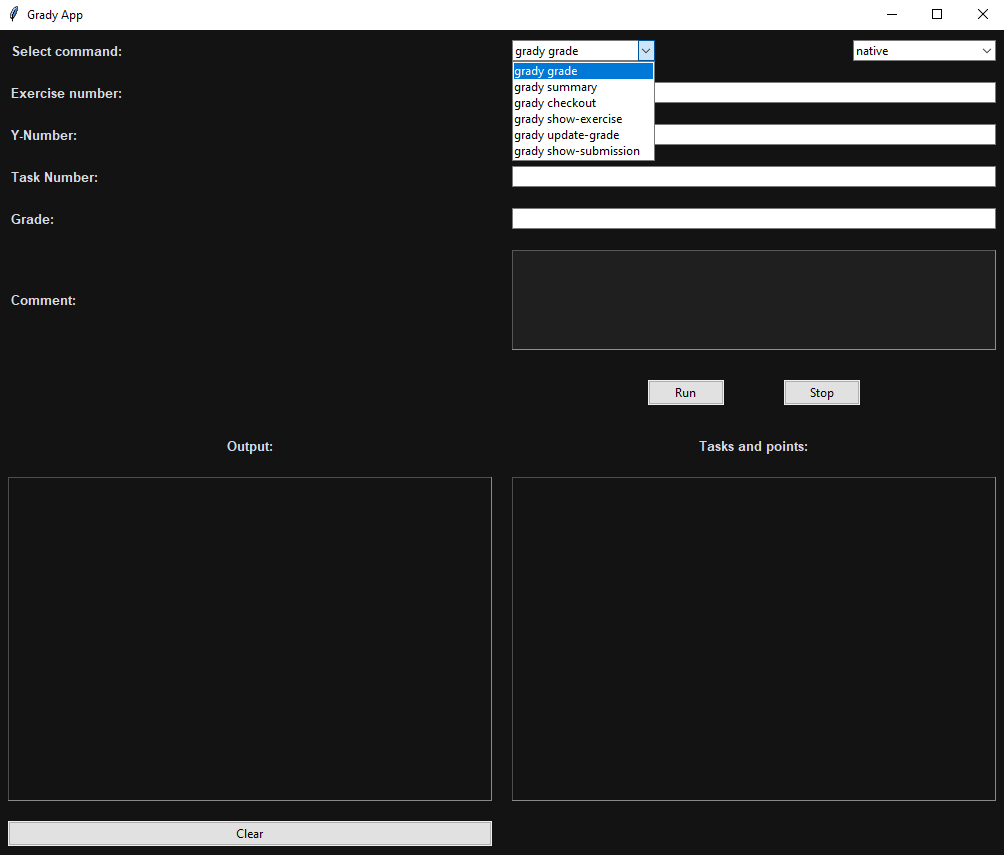 Grady App
Select command: grady grade native
grady grade
grady summary
Exercise number:
grady checkout
grady show-exercise
Y-Number:
grady update-grade
grady show-submission
Task Number:
Grade:
Comment:
Run Stop
Output: Tasks and points:
Clear